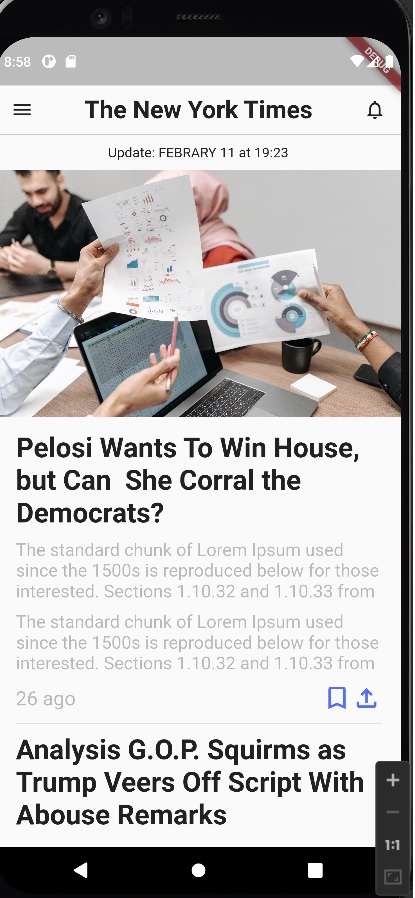 8:58
DEBUG
The New York Times
Update: FEBRARY 11 at 19:23
Pelosi Wants To Win House,
but Can  She Corral the
Democrats?
The standard chunk of Lorem Ipsum used
since the 1500s is reproduced below for those
interested. Sections 1.10.32 and 1.10.33 from
The standard chunk of Lorem Ipsum used
since the 1500s is reproduced below for those
interested. Sections 1.10.32 and 1.10.33 from
26 ago
Analysis G.O.P. Squirms as
Trump Veers Off Script With
Abouse Remarks
1:1